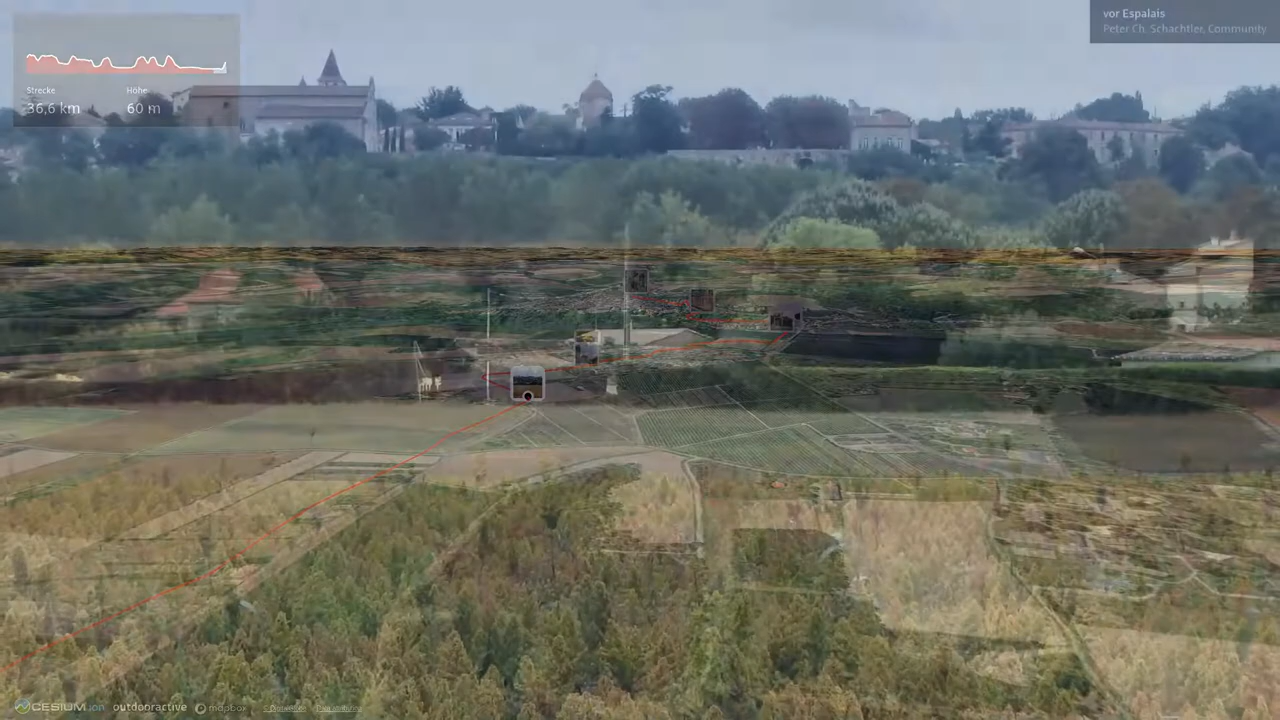 vor Espalais
Peter Ch. Schachtler, Community
Strecke
Höhe
36,6 km
60 m
CESIUM ion
outdooractive
mapbox